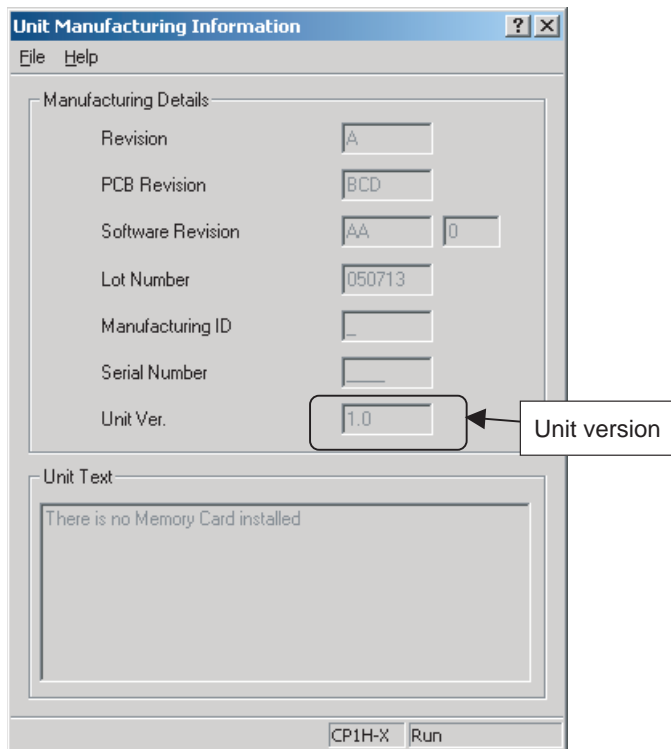 Unit Manufacturing Information
File Help
Manufacturing Details
Revision A
PCB Revision BCD
Software Revision AA 0
Lot Number 050713
Manufacturing ID _
Serial Number ____
Unit Ver. 1.0
Unit version
Unit Text
There is no Memory Card installed
CP1H-X Run